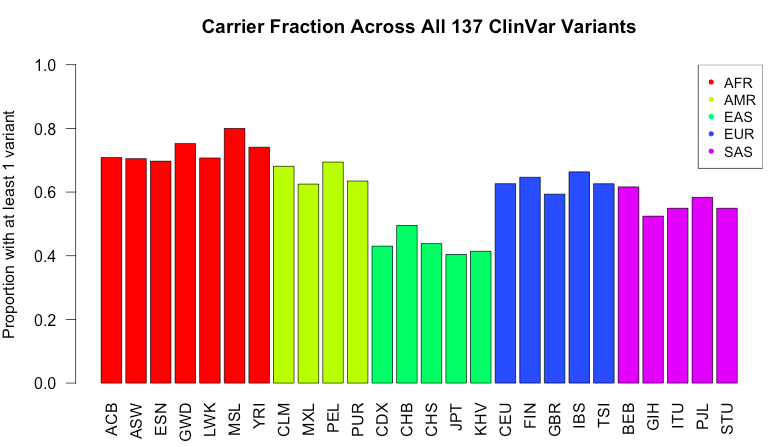 Carrier Fraction Across All 137 ClinVar Variants
Proportion with at least 1 variant
1.0
0.8
0.6
0.4
0.2
0.0
AFR
AMR
EAS
EUR
SAS
ACB
ASW
ESN
GWD
LWK
MSL
YRI
CLM
MXL
PEL
PUR
CDX
CHB
CHS
JPT
KHV
CEU
FIN
GBR
IBS
TSI
BEB
GIH
ITU
PJL
STU